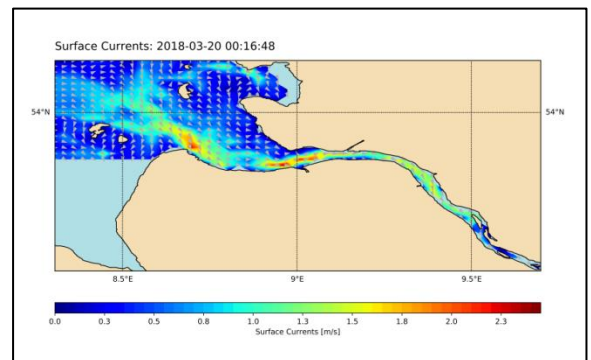 Surface Currents: 2018-03-20 00:16:48
54°N 54°N
8.5°E 9°E 9.5°E
0.0 0.3 0.5 0.8 1.0 1.3 1.5 1.8 2.0 2.3
Surface Currents [m/s]